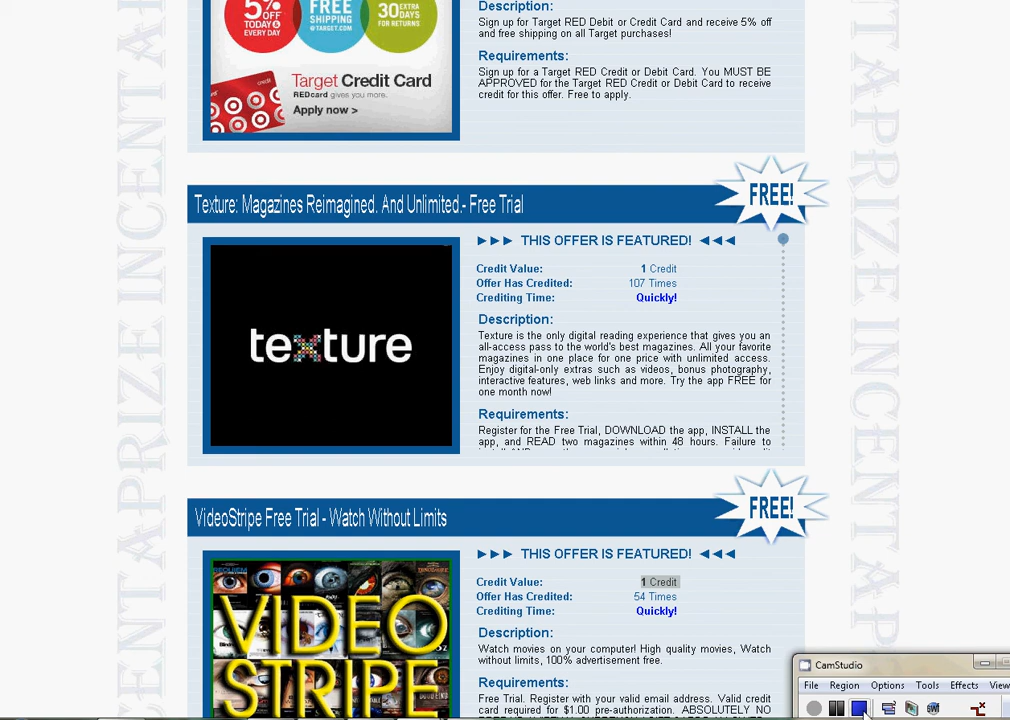 5% OFF TODAY & EVERY DAY
FREE SHIPPING @TARGET.COM
30 EXTRA DAYS FOR RETURNS
Target Credit Card
REDcard gives you more.
Apply now >
Description:
Sign up for Target RED Debit or Credit Card and receive 5% off
and free shipping on all Target purchases!
Requirements:
Sign up for a Target RED Credit or Debit Card. You MUST BE
APPROVED for the Target RED Credit or Debit Card to receive
credit for this offer. Free to apply.
Texture: Magazines Reimagined. And Unlimited.- Free Trial
FREE!
texture
►►► THIS OFFER IS FEATURED! ◄◄◄
Credit Value: 1 Credit
Offer Has Credited: 107 Times
Crediting Time: Quickly!
Description:
Texture is the only digital reading experience that gives you an
all-access pass to the world's best magazines. All your favorite
magazines in one place for one price with unlimited access.
Enjoy digital-only extras such as videos, bonus photography,
interactive features, web links and more. Try the app FREE for
one month now!
Requirements:
Register for the Free Trial, DOWNLOAD the app, INSTALL the
app, and READ two magazines within 48 hours. Failure to
VideoStripe Free Trial - Watch Without Limits
FREE!
VIDEO
STRIPE
►►► THIS OFFER IS FEATURED! ◄◄◄
Credit Value: 1 Credit
Offer Has Credited: 54 Times
Crediting Time: Quickly!
Description:
Watch movies on your computer! High quality movies, Watch
without limits, 100% advertisement free.
Requirements:
Free Trial. Register with your valid email address. Valid credit
card required for $1.00 pre-authorization. ABSOLUTELY NO
CamStudio
File Region Options Tools Effects View